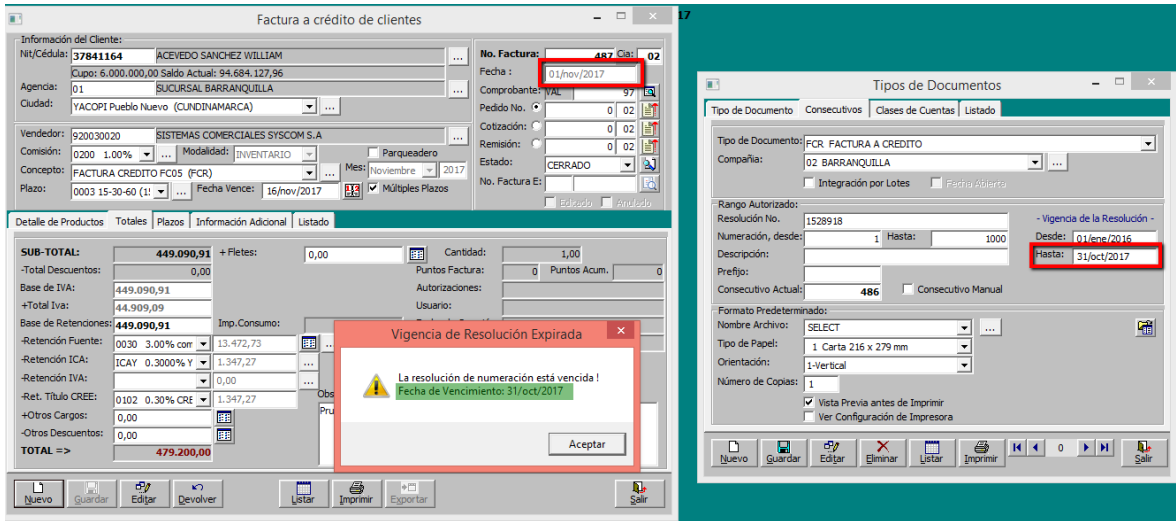 Factura a crédito de clientes
17
Información del Cliente:
Nit/Cédula: 37841164 ACEVEDO SANCHEZ WILLIAM ...
Cupo: 6.000.000,00 Saldo Actual: 94.684.127,96
Agencia: 01 SUCURSAL BARRANQUILLA ...
Ciudad: YACOPI Pueblo Nuevo (CUNDINAMARCA) ...
No. Factura: 487 Cia: 02
Fecha : 01/nov/2017
Comprobante: VAL 97
Pedido No. 0 02
Cotización: 0 02
Remisión: 0 02
Estado: CERRADO
No. Factura E:
Editado Anulado
Vendedor: 920030020 SISTEMAS COMERCIALES SYSCOM S.A ...
Comisión: 0200 1.00% ... Modalidad: INVENTARIO Parqueadero
Concepto: FACTURA CREDITO FC05 (FCR) ... Mes: Noviembre 2017
Plazo: 0003 15-30-60 (1! ... Fecha Vence: 16/nov/2017 Múltiples Plazos
Detalle de Productos Totales Plazos Información Adicional Listado
SUB-TOTAL: 449.090,91 + Fletes: 0,00 Cantidad: 1,00
-Total Descuentos: 0,00 Puntos Factura: 0 Puntos Acum. 0
Base de IVA: 449.090,91 Autorizaciones:
+Total Iva: 44.909,09 Usuario:
Base de Retenciones: 449.090,91 Imp.Consumo:
-Retención Fuente: 0030 3.00% com 13.472,73 ...
-Retención ICA: ICAY 0.3000% Y 1.347,27 ...
-Retención IVA: 0,00 ...
-Ret. Título CREE: 0102 0.30% CRE 1.347,27 Obs
+Otros Cargos: 0,00 Pru
-Otros Descuentos: 0,00
TOTAL => 479.200,00
Nuevo Guardar Editar Devolver Listar Imprimir Exportar Salir
Vigencia de Resolución Expirada
La resolución de numeración está vencida !
Fecha de Vencimiento: 31/oct/2017
Aceptar
Tipos de Documentos
Tipo de Documento Consecutivos Clases de Cuentas Listado
Tipo de Documento: FCR FACTURA A CREDITO
Compañia: 02 BARRANQUILLA ...
Integración por Lotes Fecha Abierta
Rango Autorizado:
Resolución No. 1528918 - Vigencia de la Resolución -
Numeración, desde: 1 Hasta: 1000 Desde: 01/ene/2016
Descripción: Hasta: 31/oct/2017
Prefijo:
Consecutivo Actual: 486 Consecutivo Manual
Formato Predeterminado:
Nombre Archivo: SELECT ...
Tipo de Papel: 1 Carta 216 x 279 mm
Orientación: 1-Vertical
Número de Copias: 1
Vista Previa antes de Imprimir
Ver Configuración de Impresora
Nuevo Guardar Editar Eliminar Listar Imprimir 0 Salir